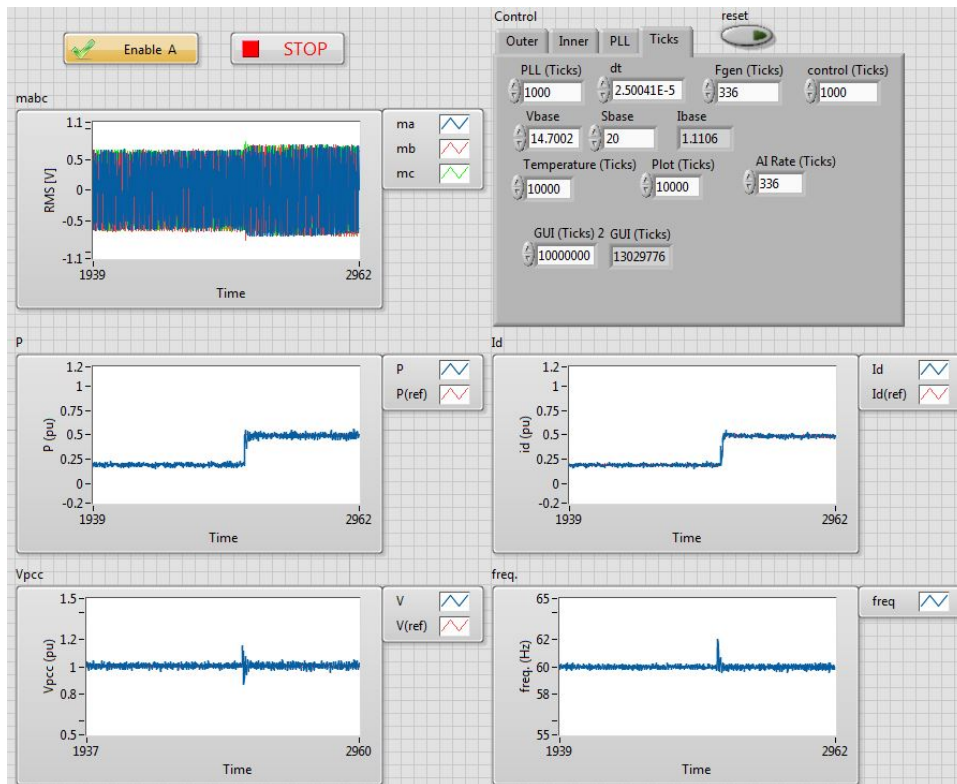 Enable A
STOP
Control
reset
Outer
Inner
PLL
Ticks
PLL (Ticks)
dt
Fgen (Ticks)
control (Ticks)
1000
2.50041E-5
336
1000
Vbase
Sbase
Ibase
14.7002
20
1.1106
Temperature (Ticks)
Plot (Ticks)
AI Rate (Ticks)
10000
10000
336
GUI (Ticks) 2
GUI (Ticks)
10000000
13029776
mabc
ma
mb
mc
RMS [V]
1.1
0.5
0
-0.5
-1.1
1939
2962
Time
P
P
P(ref)
P (pu)
1.2
1
0.75
0.5
0.25
0
-0.2
1939
2962
Time
Id
Id
Id(ref)
id (pu)
1.2
1
0.75
0.5
0.25
0
-0.2
1939
2962
Time
Vpcc
V
V(ref)
Vpcc (pu)
1.5
1.2
1
0.8
0.5
1937
2960
Time
freq.
freq
freq. (Hz)
65
62
60
58
55
1939
2962
Time